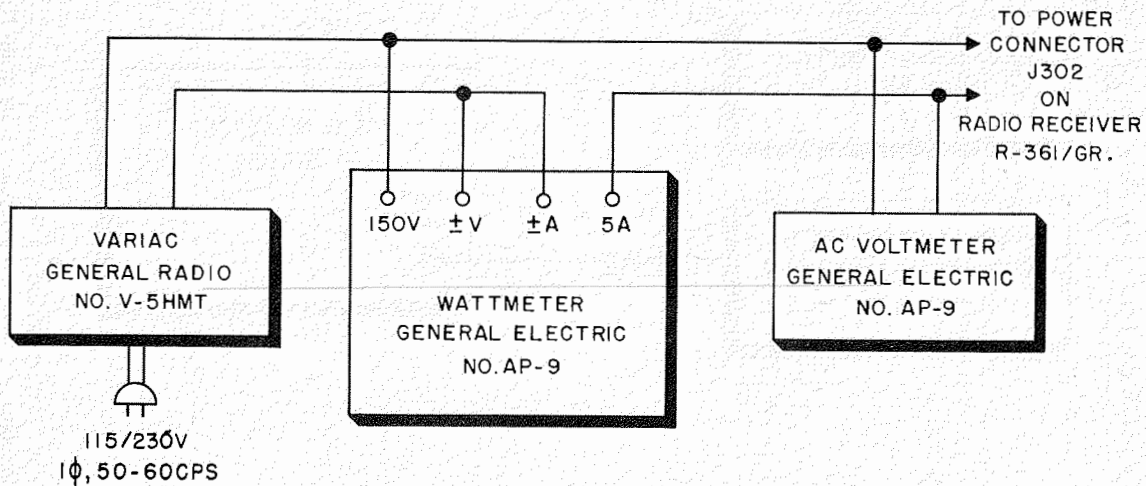 TO POWER
CONNECTOR
J302
ON
RADIO RECEIVER
R-361/GR.
150V
±V
±A
5A
VARIAC
GENERAL RADIO
NO. V-5HMT
WATTMETER
GENERAL ELECTRIC
NO. AP-9
AC VOLTMETER
GENERAL ELECTRIC
NO. AP-9
115/230V
1ϕ, 50-60CPS